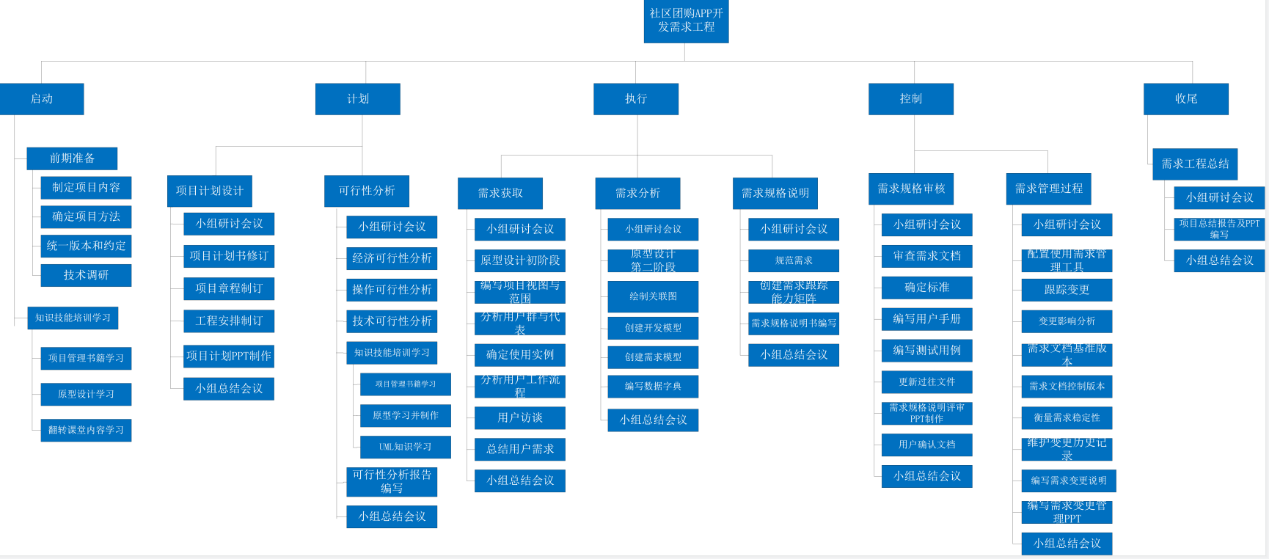 社区团购APP开
发需求工程
启动
计划
执行
控制
收尾
前期准备
制定项目内容
确定项目方法
统一版本和约定
技术调研
知识技能培训学习
项目管理书籍学习
原型设计学习
翻转课堂内容学习
项目计划设计
小组研讨会议
项目计划书修订
项目章程制订
工程安排制订
项目计划PPT制作
小组总结会议
可行性分析
小组研讨会议
经济可行性分析
操作可行性分析
技术可行性分析
知识技能培训学习
项目管理书籍学习
原型学习并制作
UML知识学习
可行性分析报告
编写
小组总结会议
需求获取
小组研讨会议
原型设计初阶段
编写项目视图与
范围
分析用户群与代
表
确定使用实例
分析用户工作流
程
用户访谈
总结用户需求
小组总结会议
需求分析
小组研讨会议
原型设计
第二阶段
绘制关联图
创建开发模型
创建需求模型
编写数据字典
小组总结会议
需求规格说明
小组研讨会议
规范需求
创建需求跟踪
能力矩阵
需求规格说明书编写
小组总结会议
需求规格审核
小组研讨会议
审查需求文档
确定标准
编写用户手册
编写测试用例
更新过往文件
需求规格说明评审
PPT制作
用户确认文档
小组总结会议
需求管理过程
小组研讨会议
配置使用需求管
理工具
跟踪变更
变更影响分析
需求文档基准版
本
需求文档控制版本
衡量需求稳定性
维护变更历史记
录
编写需求变更说明
编写需求变更管
理PPT
小组总结会议
需求工程总结
小组研讨会议
项目总结报告及PPT
编写
小组总结会议